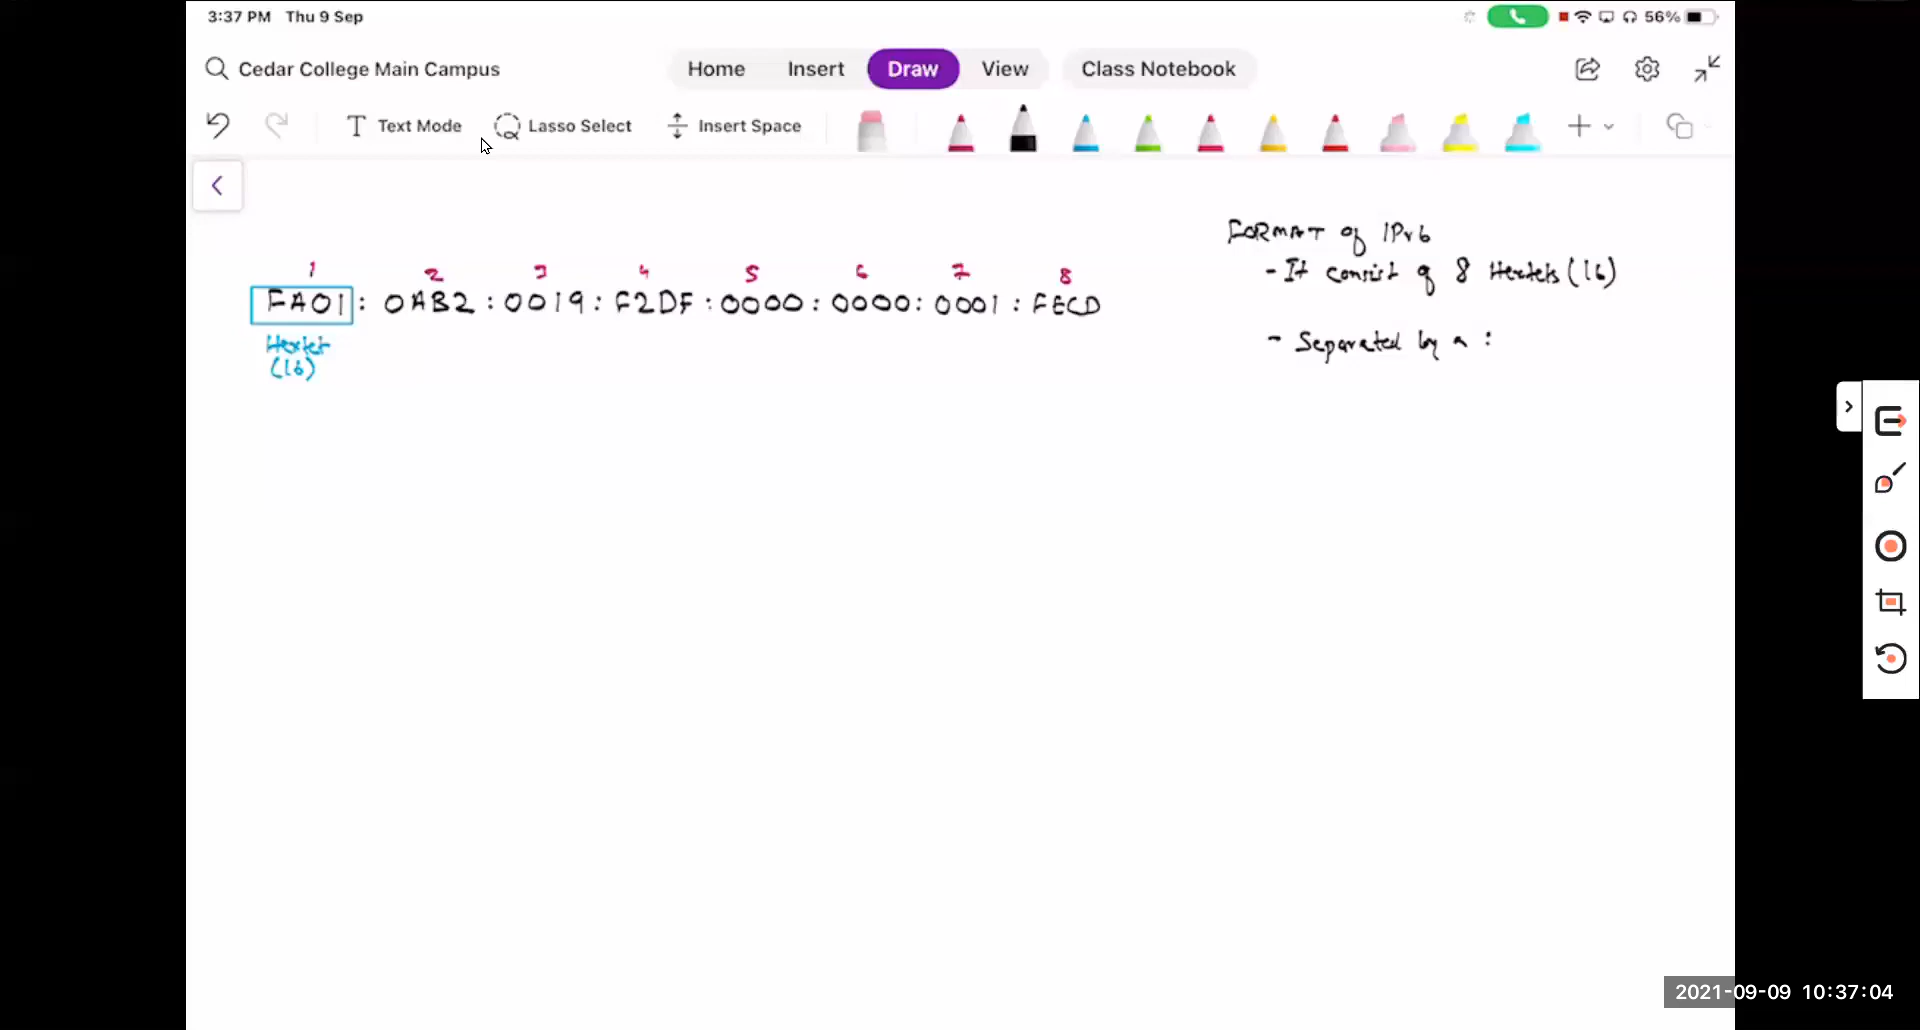 3:37 PM Thu 9 Sep
56%
Cedar College Main Campus
Home Insert Draw View Class Notebook
Text Mode Lasso Select Insert Space
FORMAT of IPv6
- It consist of 8 Hextets (16)
- Separated by a :
1 2 3 4 5 6 7 8
FA01 : 0AB2 : 0019 : F2DF : 0000 : 0000 : 0001 : FECD
Hextet
(16)
2021-09-09 10:37:04